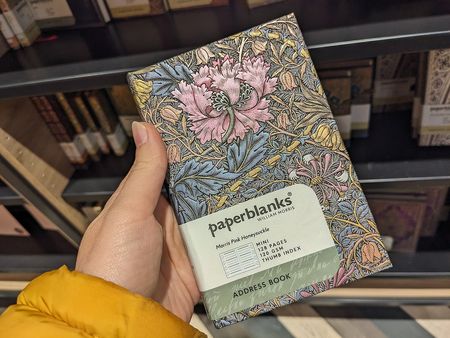 paperblanks
WILLIAM MORRIS
Morris Pink Honeysuckle
MINI
128 PAGES
120 GSM
THUMB INDEX
ADDRESS BOOK